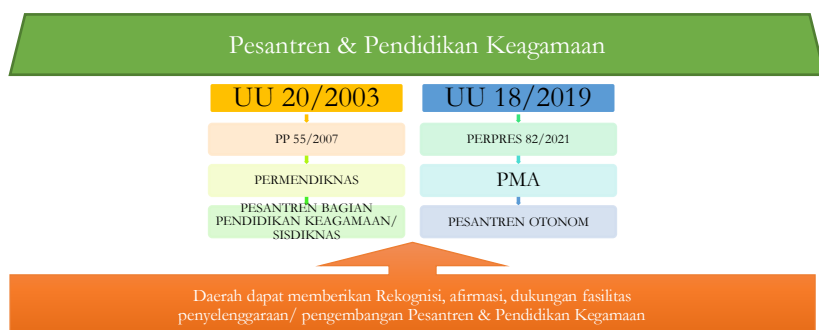 Pesantren & Pendidikan Keagamaan
UU 20/2003
UU 18/2019
PP 55/2007
PERPRES 82/2021
PERMENDIKNAS
PMA
PESANTREN BAGIAN
PENDIDIKAN KEAGAMAAN/
SISDIKNAS
PESANTREN OTONOM
Daerah dapat memberikan Rekognisi, afirmasi, dukungan fasilitas
penyelenggaraan/ pengembangan Pesantren & Pendidikan Kegamaan